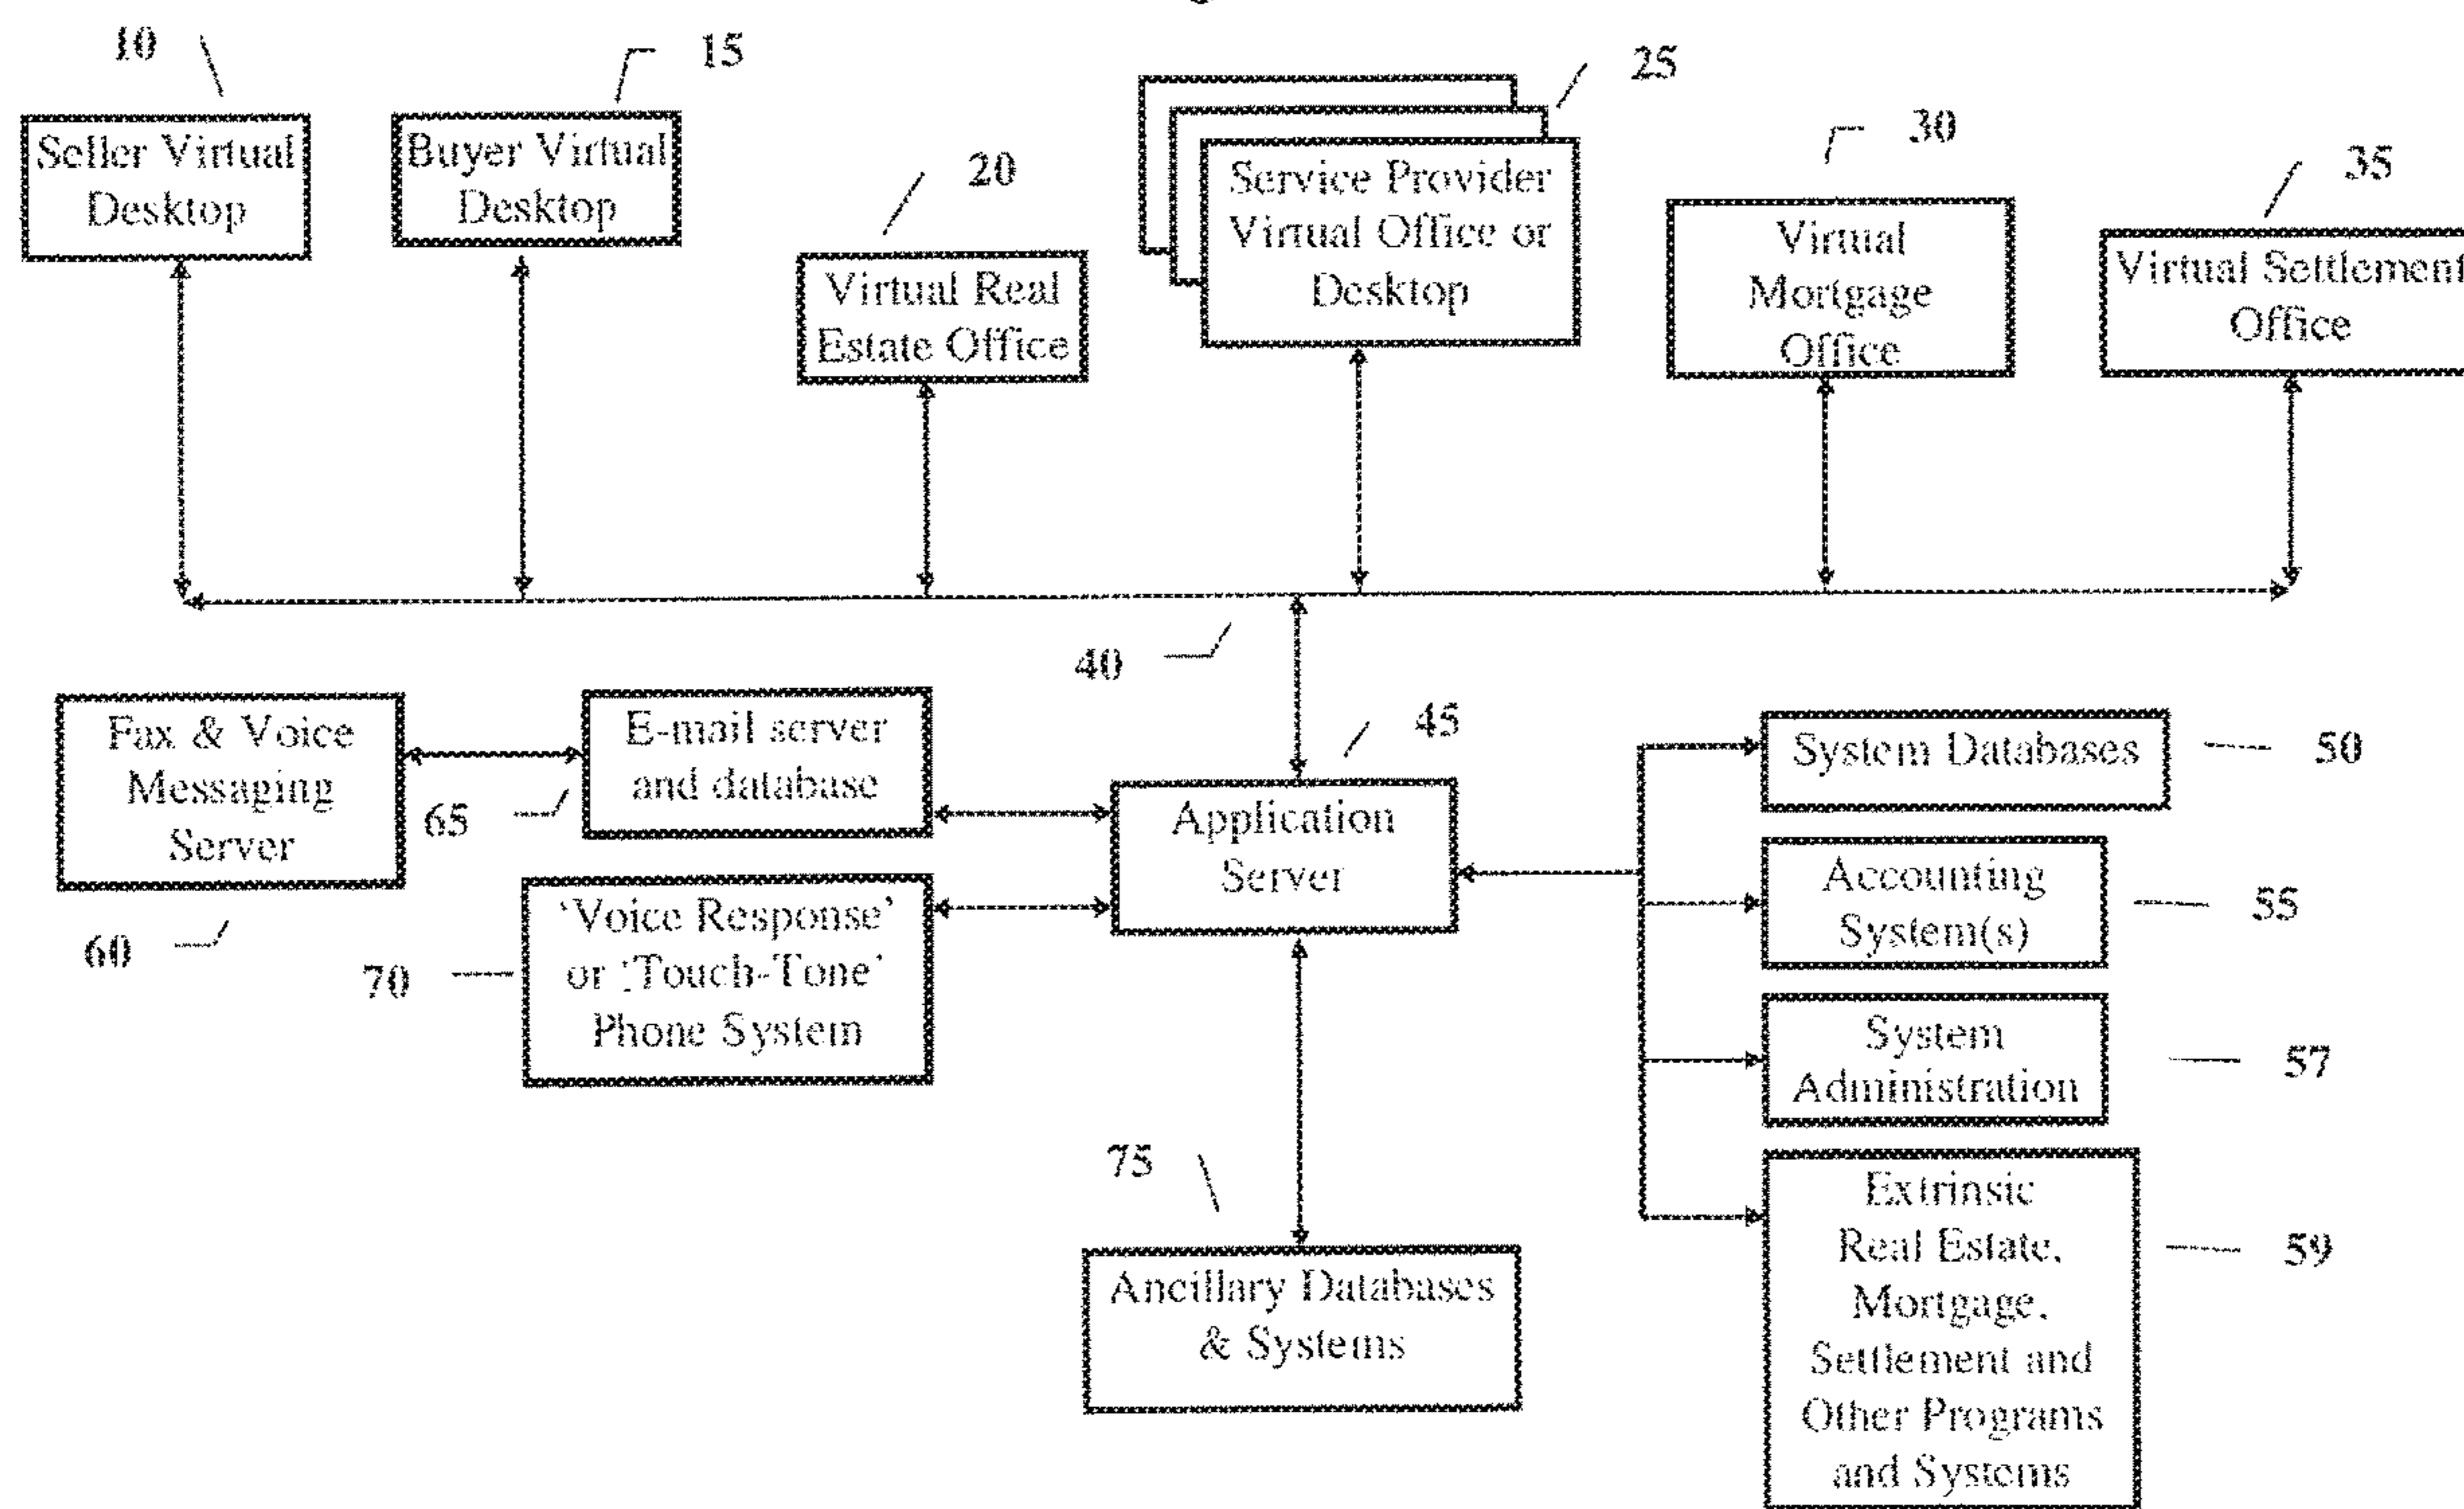 10
15
25
30
20
35
Seller Virtual
Desktop
Buyer Virtual
Desktop
Virtual Real
Estate Office
Service Provider
Virtual Office or
Desktop
Virtual
Mortgage
Office
Virtual Settlement
Office
40
Fax & Voice
Messaging
Server
60
E-mail server
and database
65
'Voice Response'
or 'Touch-Tone'
Phone System
70
45
Application
Server
75
Ancillary Databases
& Systems
System Databases
50
Accounting
System(s)
55
System
Administration
57
Extrinsic
Real Estate,
Mortgage,
Settlement and
Other Programs
and Systems
59